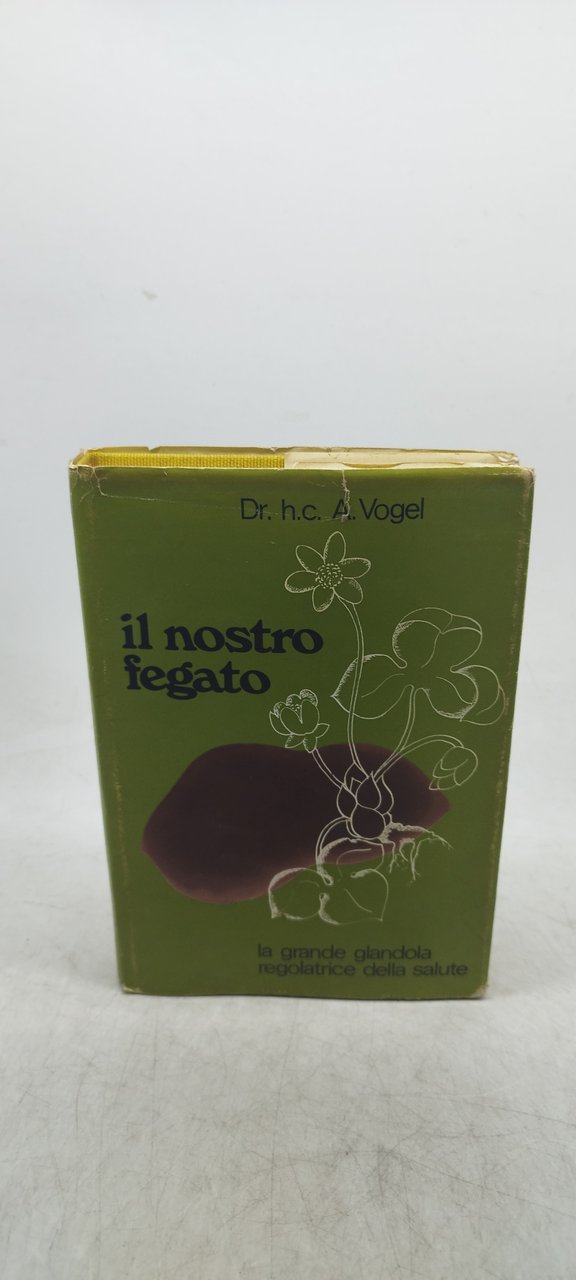 Dr. h.c. A. Vogel
il nostro
fegato
la grande glandola
regolatrice della salute